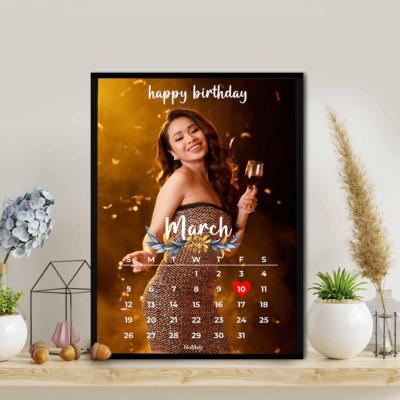 happy birthday
March
S M T W T F S
1 2 3 4
5 6 7 8 9 10 11
12 13 14 15 16 17 18
19 20 21 22 23 24 25
26 27 28 29 30 31